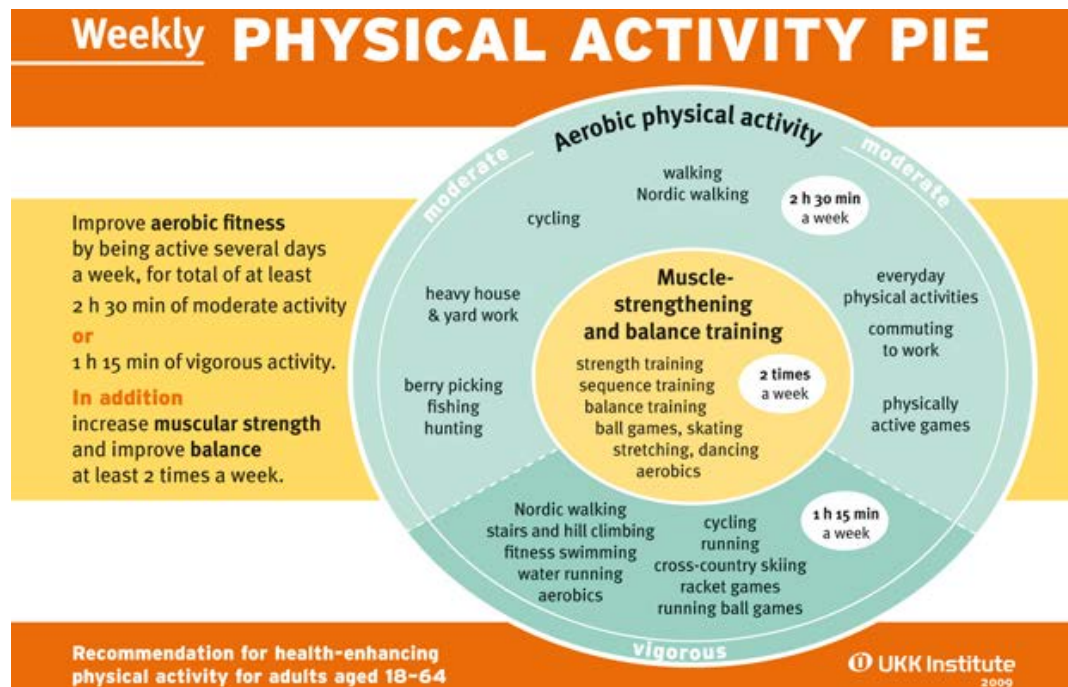 Weekly PHYSICAL ACTIVITY PIE
Improve aerobic fitness
by being active several days
a week, for total of at least
2 h 30 min of moderate activity
or
1 h 15 min of vigorous activity.
In addition
increase muscular strength
and improve balance
at least 2 times a week.
Aerobic physical activity
moderate
moderate
walking
Nordic walking
2 h 30 min
a week
cycling
heavy house
& yard work
berry picking
fishing
hunting
everyday
physical activities
commuting
to work
physically
active games
Muscle-
strengthening
and balance training
strength training
sequence training
balance training
ball games, skating
stretching, dancing
aerobics
2 times
a week
Nordic walking
stairs and hill climbing
fitness swimming
water running
aerobics
cycling
running
cross-country skiing
racket games
running ball games
1 h 15 min
a week
vigorous
Recommendation for health-enhancing
physical activity for adults aged 18–64
UKK Institute
2009